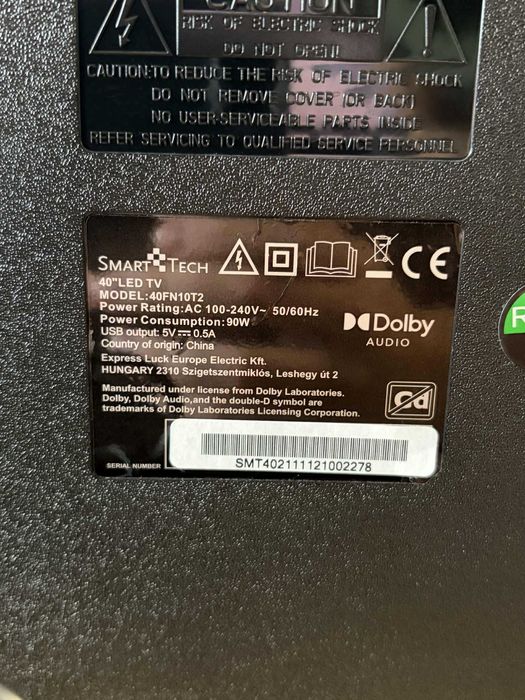 CAUTION
RISK OF ELECTRIC SHOCK
DO NOT OPEN!
CAUTION:TO REDUCE THE RISK OF ELECTRIC SHOCK
DO NOT REMOVE COVER (OR BACK)
NO USER-SERVICEABLE PARTS INSIDE
REFER SERVICING TO QUALIFIED SERVICE PERSONNEL
SMART TECH
CE
40"LED TV
MODEL:40FN10T2
Power Rating:AC 100-240V~ 50/60Hz
Power Consumption:90W
USB output: 5V⎓0.5A
Country of origin: China
Dolby
AUDIO
Express Luck Europe Electric Kft.
HUNGARY 2310 Szigetszentmiklós, Leshegy út 2
Manufactured under license from Dolby Laboratories.
Dolby, Dolby Audio,and the double-D symbol are
trademarks of Dolby Laboratories Licensing Corporation.
Cd
SERIAL NUMBER
SMT402111121002278
R